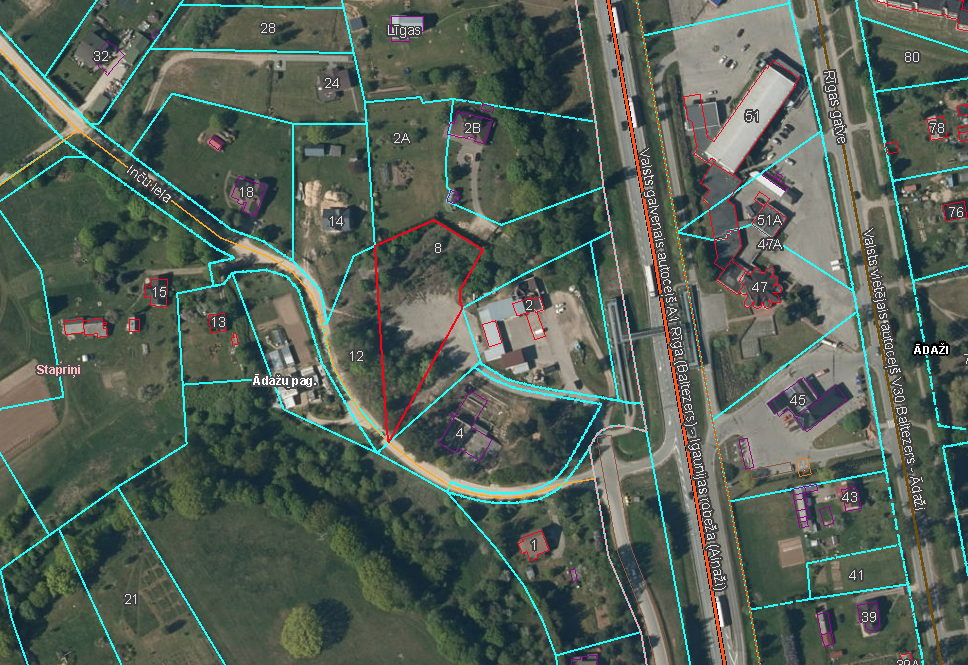 28
Līgas
32
24
2A
2B
51
Rīgas gatve
80
78
Inču iela
18
14
51A
47A
76
8
47
15
13
2
12
Stapriņi
Ādažu pag.
ĀDAŽI
45
4
Valsts galvenais autoceļš A1 Rīga (Baltezers) - Igaunijas robeža (Ainaži)
Valsts vietējais autoceļš V30 Baltezers - Ādaži
43
1
41
21
39